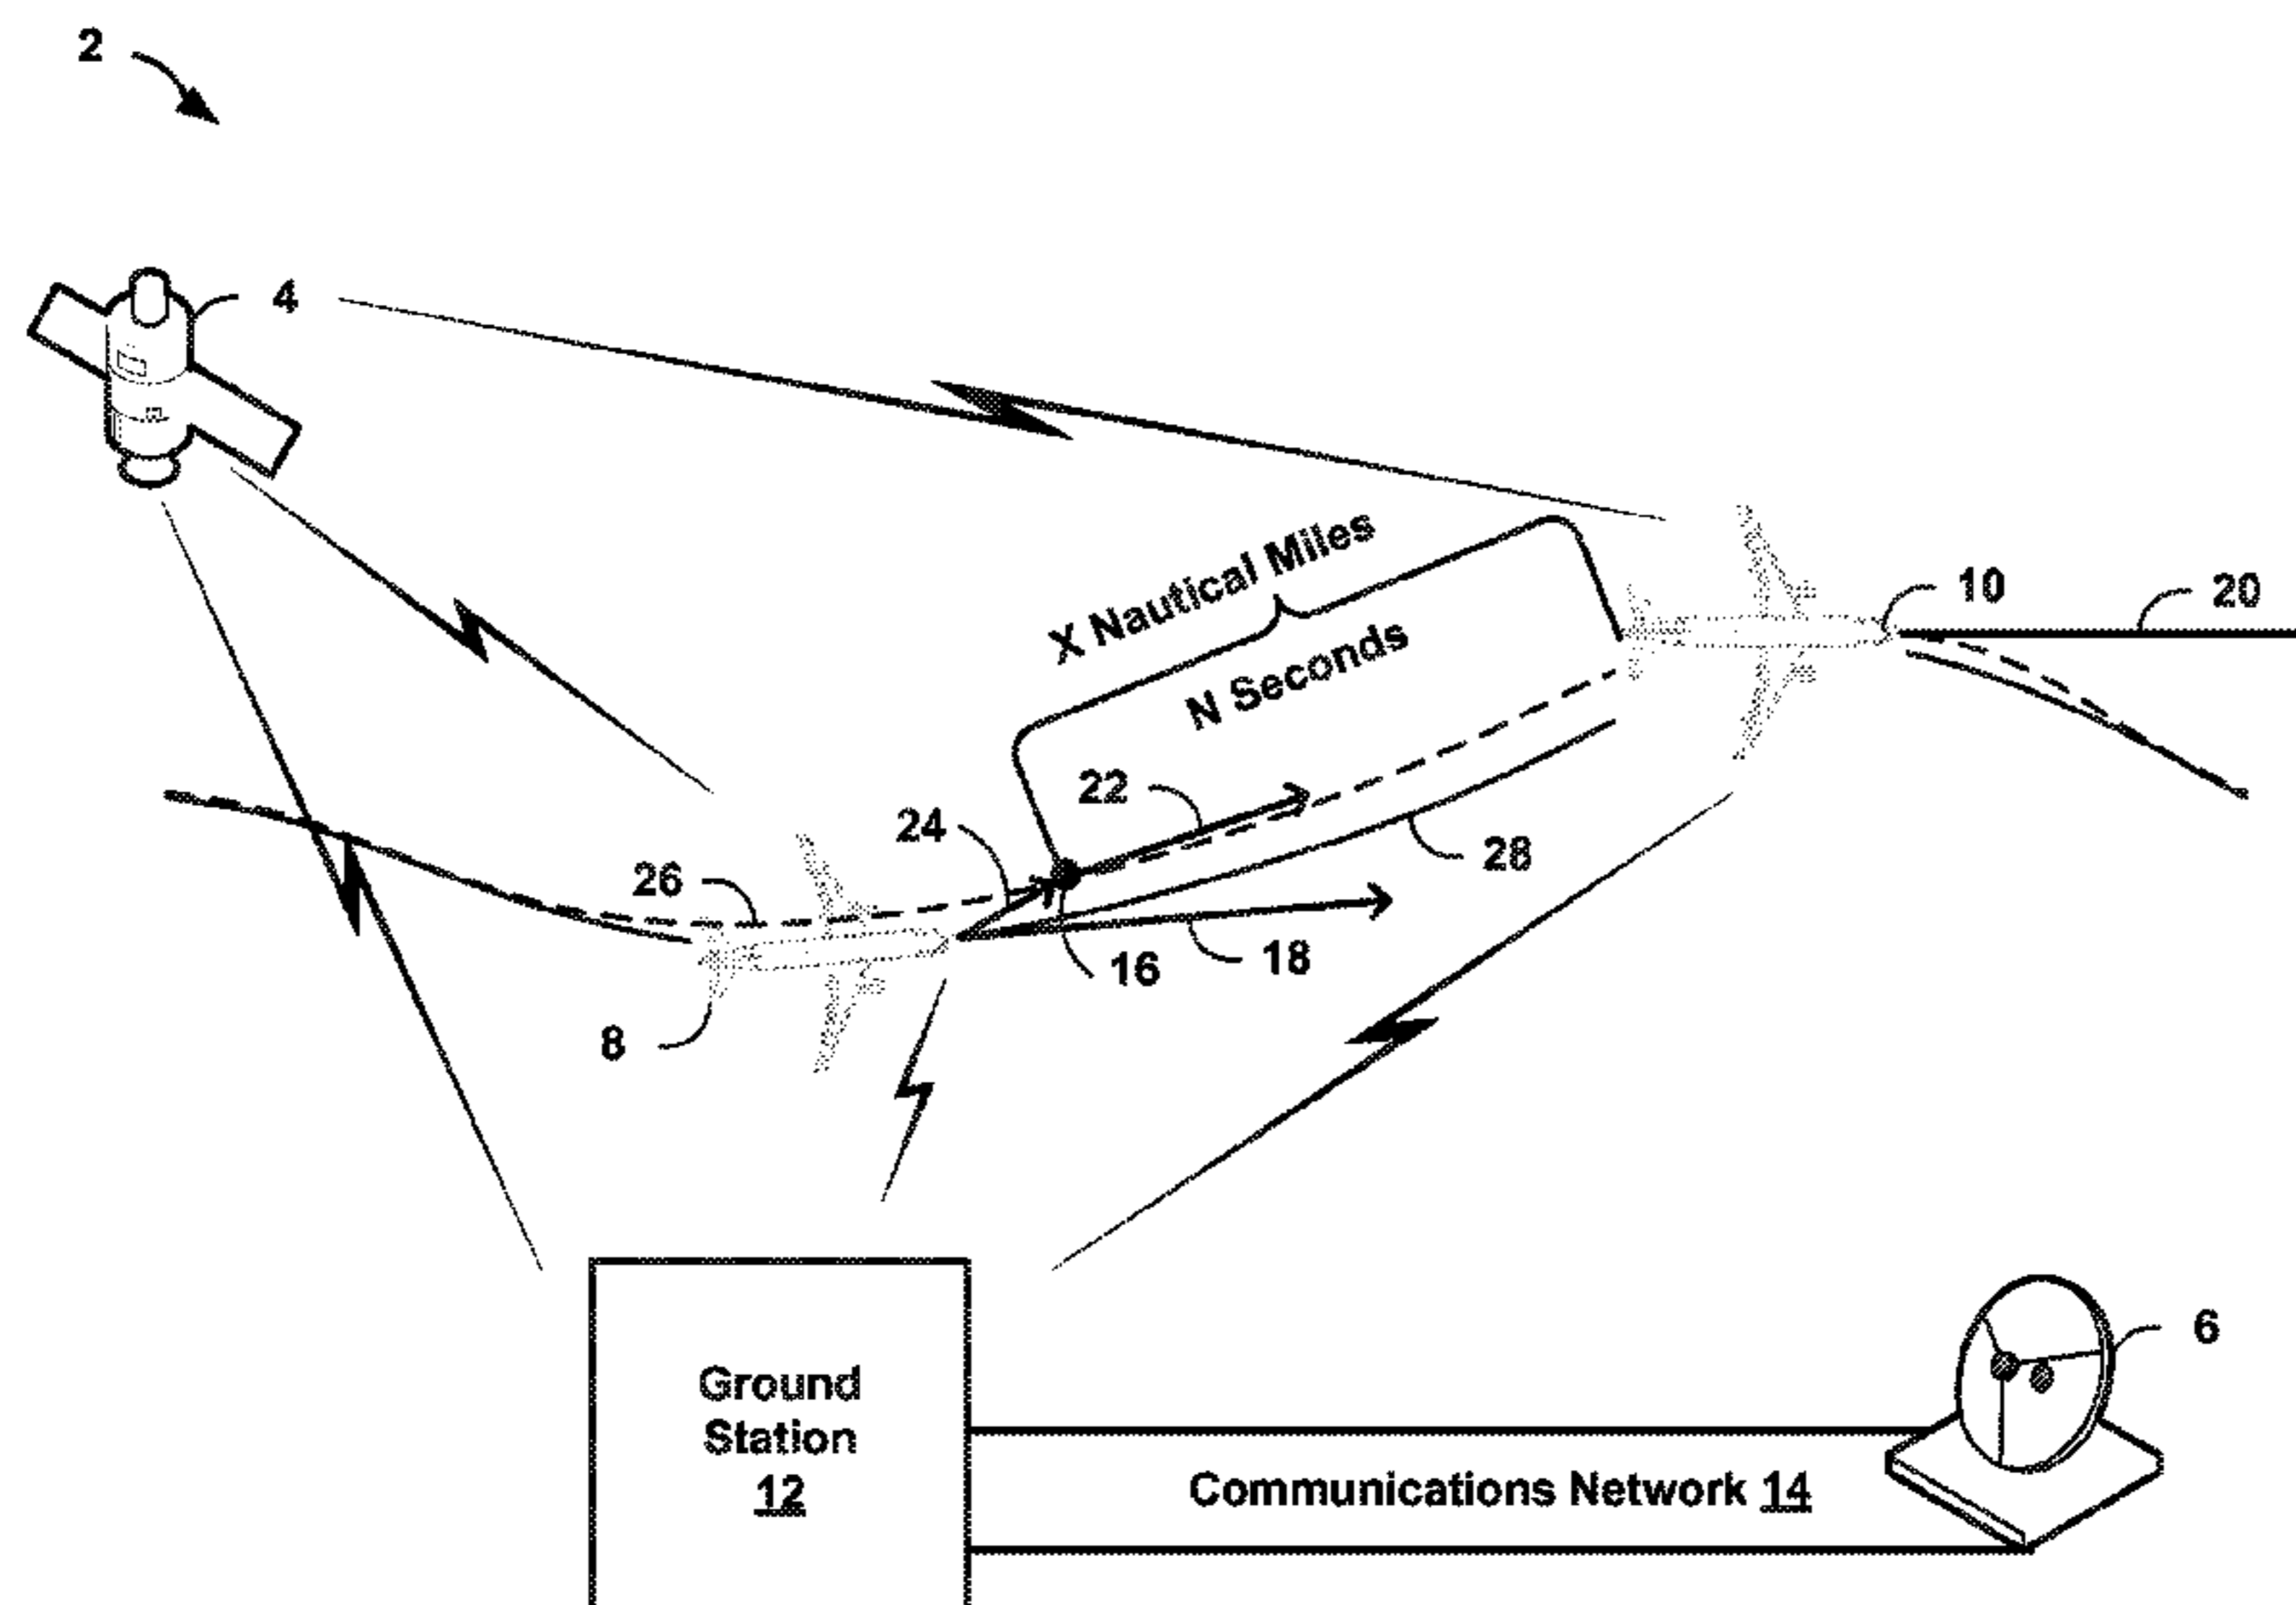 2
4
X Nautical Miles
N Seconds
10
20
22
24
26
28
16
18
8
6
Ground
Station
12
Communications Network 14